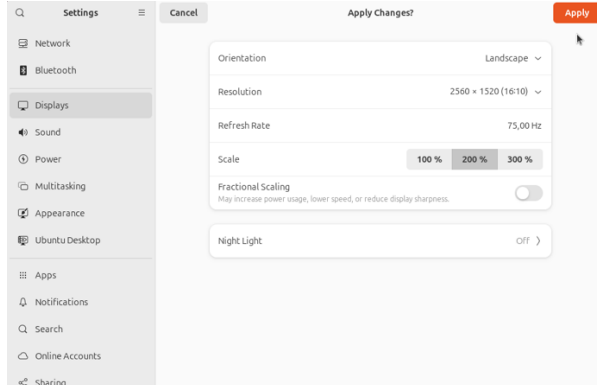 Settings
Cancel
Apply Changes?
Apply
Network
Bluetooth
Displays
Sound
Power
Multitasking
Appearance
Ubuntu Desktop
Apps
Notifications
Search
Online Accounts
Sharing
Orientation
Landscape
Resolution
2560 × 1520 (16:10)
Refresh Rate
75,00 Hz
Scale
100 %
200 %
300 %
Fractional Scaling
May increase power usage, lower speed, or reduce display sharpness.
Night Light
Off